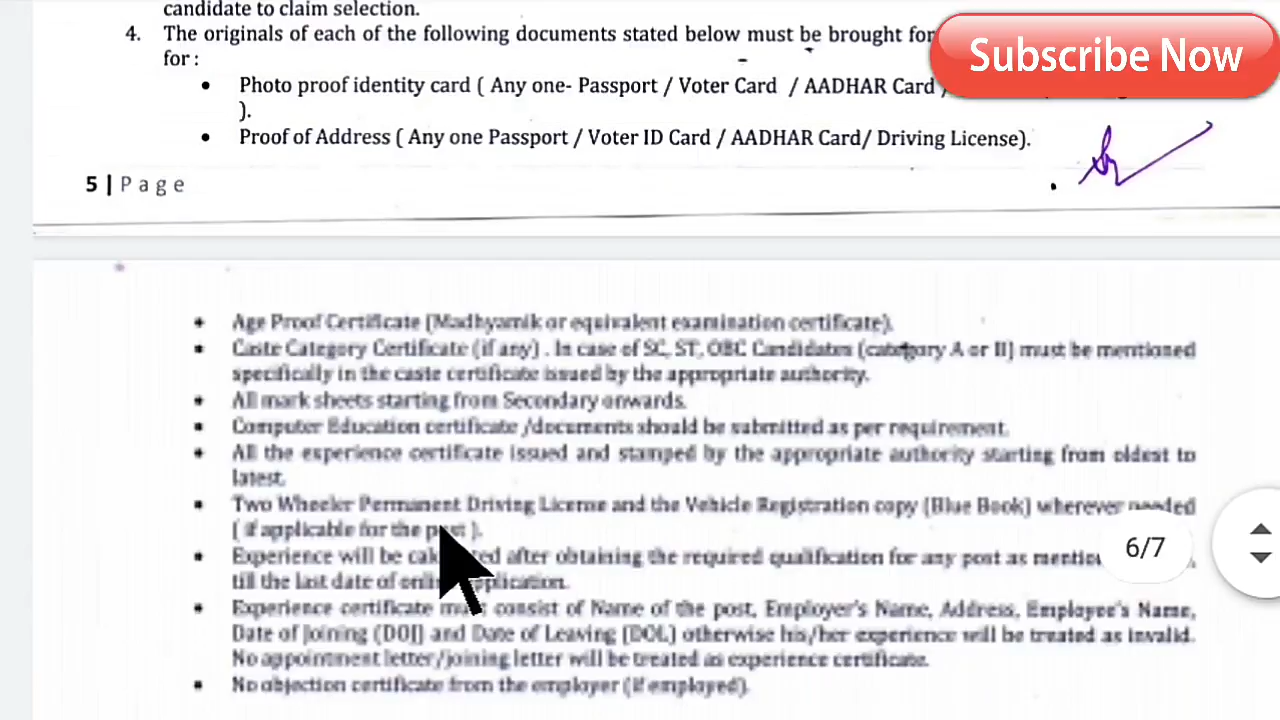 candidate to claim selection.
4. The originals of each of the following documents stated below must be brought for
Subscribe Now
for :
• Photo proof identity card ( Any one- Passport / Voter Card / AADHAR Card /
).
• Proof of Address ( Any one Passport / Voter ID Card / AADHAR Card/ Driving License).
5 | P a g e
• Age Proof Certificate (Madhyamik or equivalent examination certificate).
• Caste Category Certificate (if any) . In case of SC, ST, OBC Candidates (category A or B) must be mentioned
specifically in the caste certificate issued by the appropriate authority.
• All mark sheets starting from Secondary onwards.
• Computer Education certificate /documents should be submitted as per requirement.
• All the experience certificate issued and stamped by the appropriate authority starting from oldest to
latest.
• Two Wheeler Permanent Driving License and the Vehicle Registration copy (Blue Book) wherever needed
( if applicable for the post ).
6/7
• Experience will be after obtaining the required qualification for any post as
till the last date of application.
• Experience certificate consist of Name of the post, Employer's Name, Address, Employee's Name,
Date of Joining (DOJ) and Date of Leaving (DOL) otherwise his/her experience will be treated as invalid.
No appointment letter/joining letter will be treated as experience certificate.
• No objection certificate from the employer (if employed).